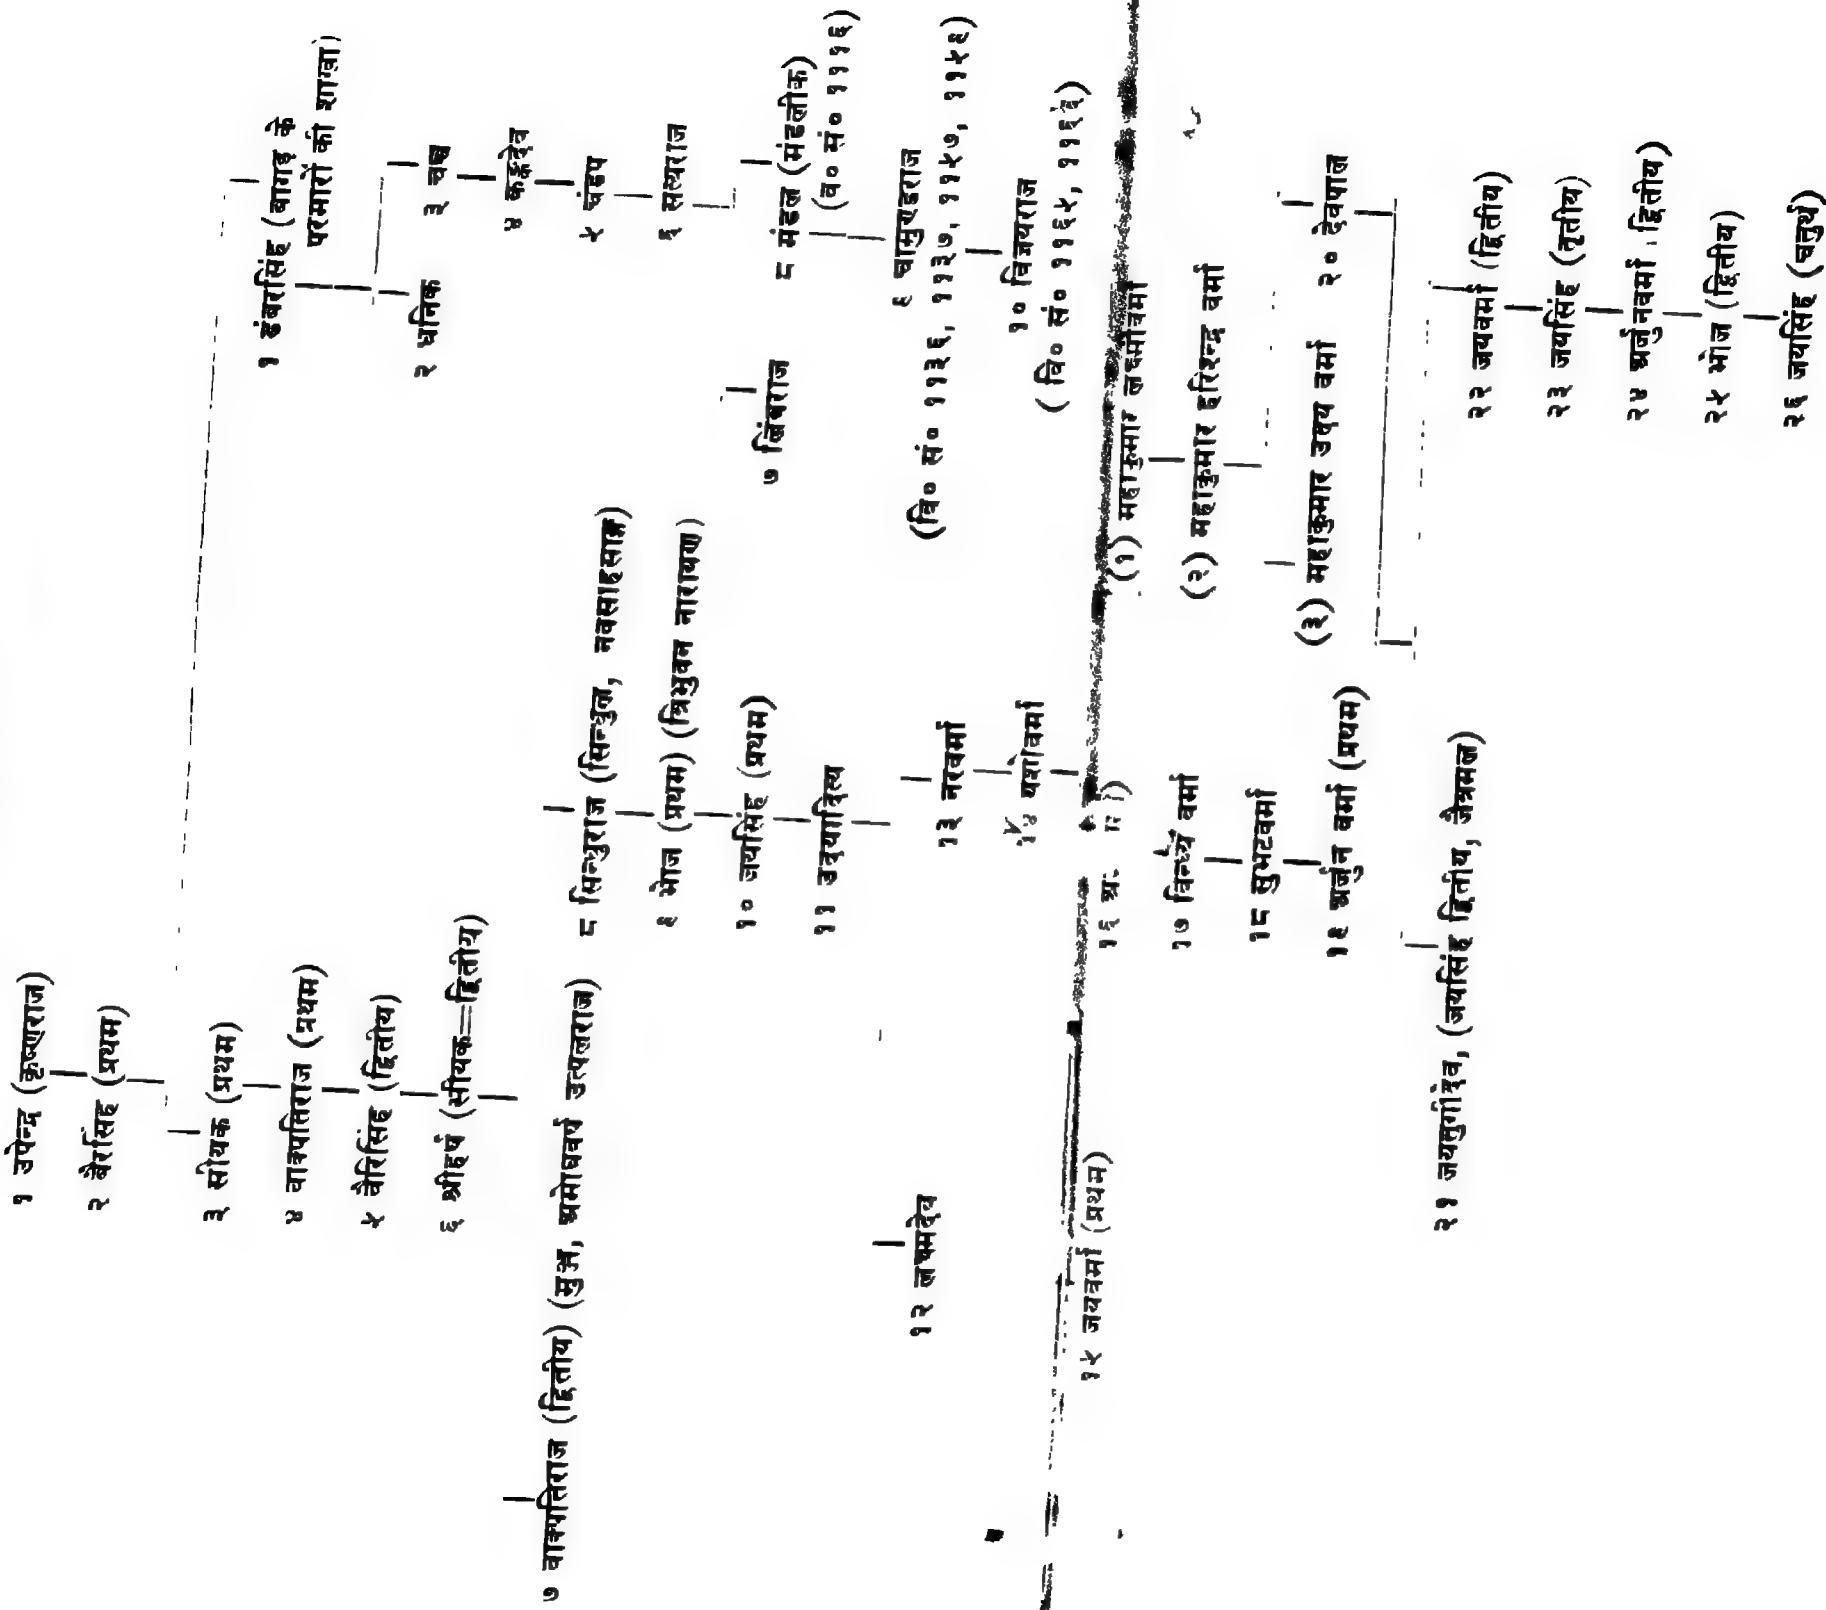 १ उपेन्द्र (कृष्णराज)
२ बैरसिंह (प्रथम)
३ सीयक (प्रथम)
१ डंबरसिंह (वागड़ के
परमारों की शाखा)
४ वाक्पतिराज (प्रथम)
५ वैरिसिंह (द्वितीय)
२ धनिक
३ चच्च
६ श्रीहर्ष (सीयक=द्वितीय)
४ कङ्कदेव
५ चंडप
६ सत्यराज
७ वाक्पतिराज (द्वितीय) (मुञ्ज, अमोघवर्ष उत्पलराज)
८ सिन्धुराज (सिन्धुल, नवसाहसाङ्क)
९ भोज (प्रथम) (त्रिभुवन नारायण)
७ लिंबराज
८ मंडल (मंडलीक)
(व० सं० १११६)
१० जयसिंह (प्रथम)
११ उदयादित्य
९ चामुण्डराज
(वि० सं० ११३६, ११३७, ११५७, ११५९)
१२ लक्ष्मदेव
१३ नरवर्मा
१० विजयराज
( वि० सं० ११६५, ११६६)
१४ यशोवर्मा
१५ जयवर्मा (प्रथम)
१६
(१) महाकुमार लक्ष्मीवर्मा
१७ विन्ध्य वर्मा
(२) महाकुमार हरिश्चन्द्र वर्मा
१८ सुभटवर्मा
१९ अर्जुन वर्मा (प्रथम)
(३) महाकुमार उदय वर्मा
२० देवपाल
२१ जयतुगीदेव, (जयसिंह द्वितीय, जैत्रमल)
२२ जयवर्मा (द्वितीय)
२३ जयसिंह (तृतीय)
२४ अर्जुनवर्मा (द्वितीय)
२५ भोज (द्वितीय)
२६ जयसिंह (चतुर्थ)